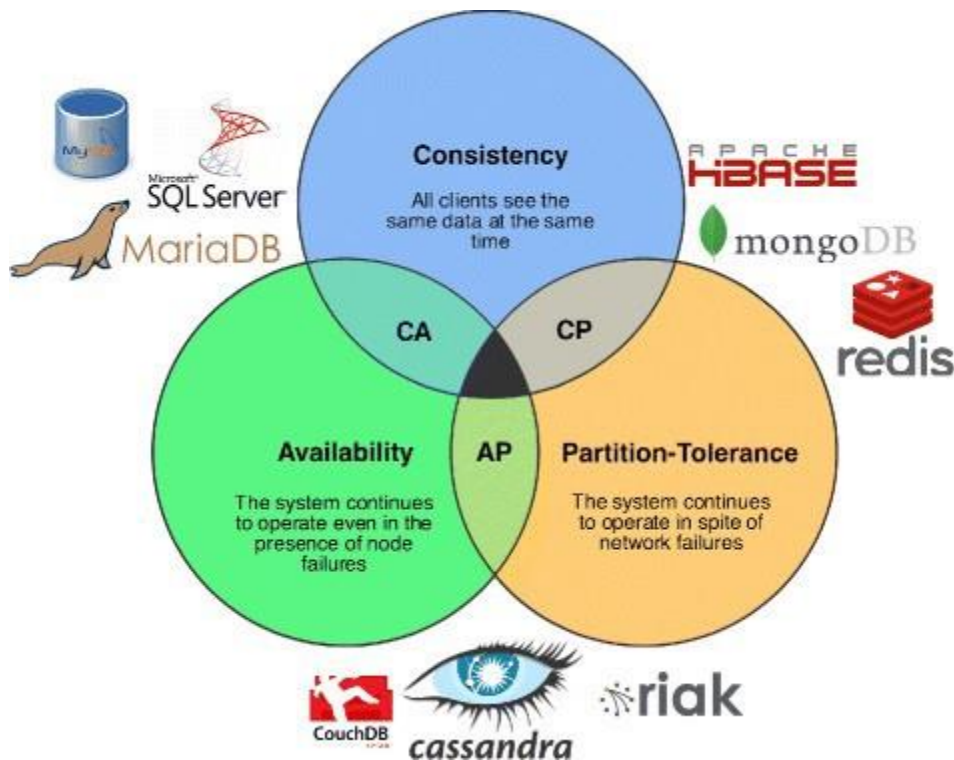 MySQL
Microsoft
SQL Server
MariaDB
Consistency
All clients see the
same data at the same
time
APACHE
HBASE
mongoDB
redis
CA
CP
AP
Availability
The system continues
to operate even in the
presence of node
failures
Partition-Tolerance
The system continues
to operate in spite of
network failures
CouchDB
cassandra
riak